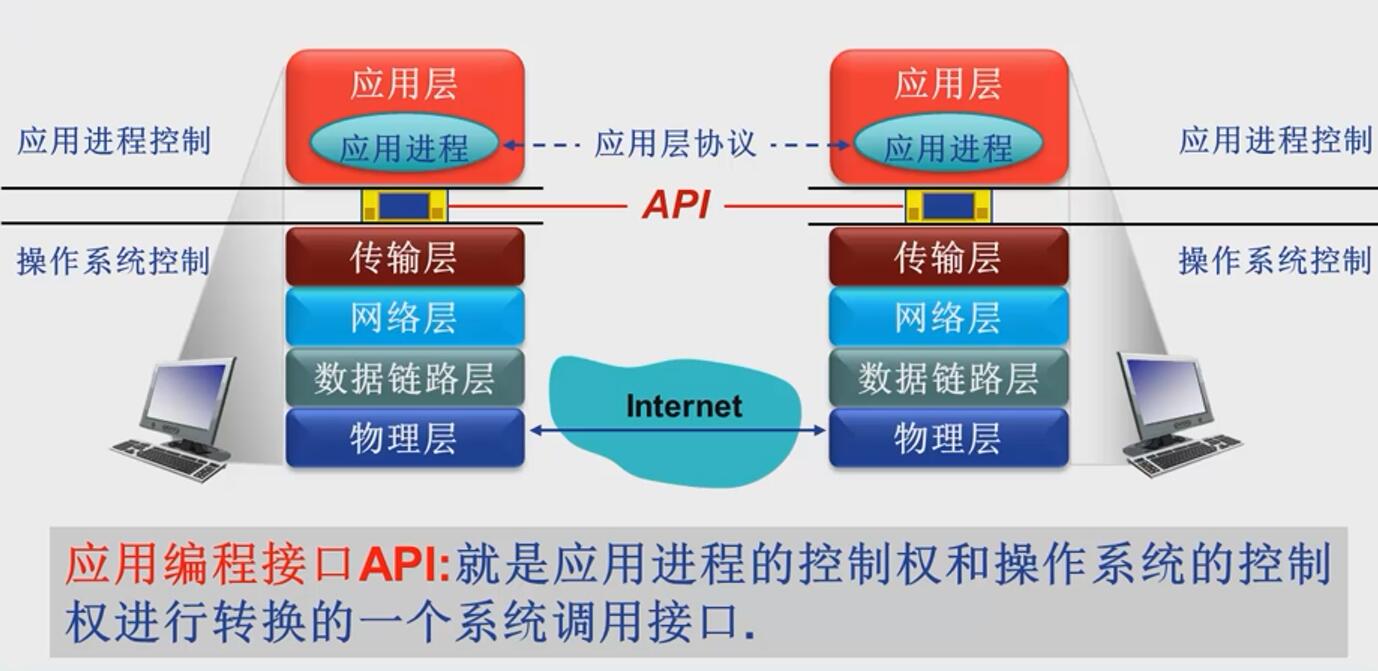 应用层
应用层
应用进程控制
应用进程
应用层协议
应用进程
应用进程控制
API
操作系统控制
传输层
传输层
操作系统控制
网络层
网络层
数据链路层
数据链路层
Internet
物理层
物理层
应用编程接口API:就是应用进程的控制权和操作系统的控制
权进行转换的一个系统调用接口.